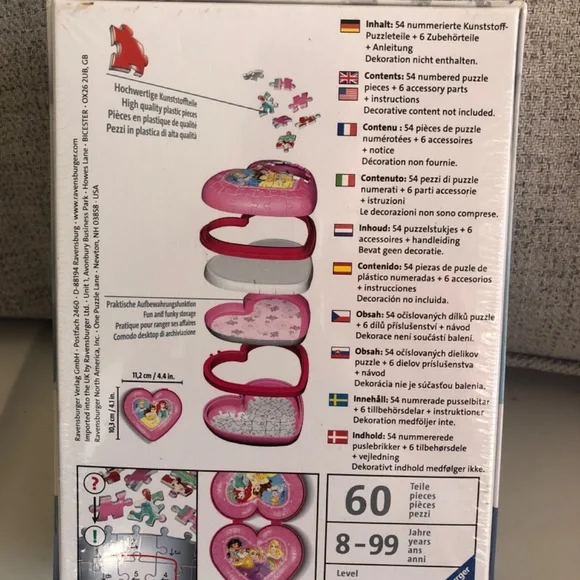 Hochwertige Kunststoffteile
High quality plastic pieces
Pièces en plastique de qualité
Pezzi in plastica di alta qualità
Ravensburger Verlag GmbH · Postfach 2460 · D-88194 Ravensburg · www.ravensburger.com
Imported into the UK by Ravensburger Ltd. · Unit 1, Avonbury Business Park · Howes Lane · BICESTER · OX26 2UB, GB
Ravensburger North America, Inc. · One Puzzle Lane · Newton, NH 03858 · USA
Praktische Aufbewahrungsfunktion
Fun and funky storage
Pratique pour ranger ses affaires
Comodo desktop di archiviazione
11,2 cm / 4.4 in.
10,3 cm / 4.1 in.
Inhalt: 54 nummerierte Kunststoff-
Puzzleteile + 6 Zubehörteile
+ Anleitung
Dekoration nicht enthalten.
Contents: 54 numbered puzzle
pieces + 6 accessory parts
+ instructions
Decorative content not included.
Contenu : 54 pièces de puzzle
numérotées + 6 accessoires
+ notice
Décoration non fournie.
Contenuto: 54 pezzi di puzzle
numerati + 6 parti accessorie
+ istruzioni
Le decorazioni non sono comprese.
Inhoud: 54 puzzelstukjes + 6
accessoires + handleiding
Bevat geen decoratie.
Contenido: 54 piezas de puzle de
plástico numeradas + 6 accesorios
+ instrucciones
Decoración no incluida.
Obsah: 54 očíslovaných dílků puzzle
+ 6 dílů příslušenství + návod
Dekorace není součástí balení.
Obsah: 54 očíslovaných dielikov
puzzle + 6 dielov príslušenstva
+ návod
Dekorácia nie je súčasťou balenia.
Innehåll: 54 numrerade pusselbitar
+ 6 tillbehörsdelar + instruktioner
Dekoration medföljer inte.
Indhold: 54 nummererede
puslebrikker + 6 tilbehørsdele
+ vejledning
Dekorativt indhold medfølger ikke.
?
!
60
Teile
pieces
pièces
pezzi
8-99
Jahre
years
ans
anni
Level